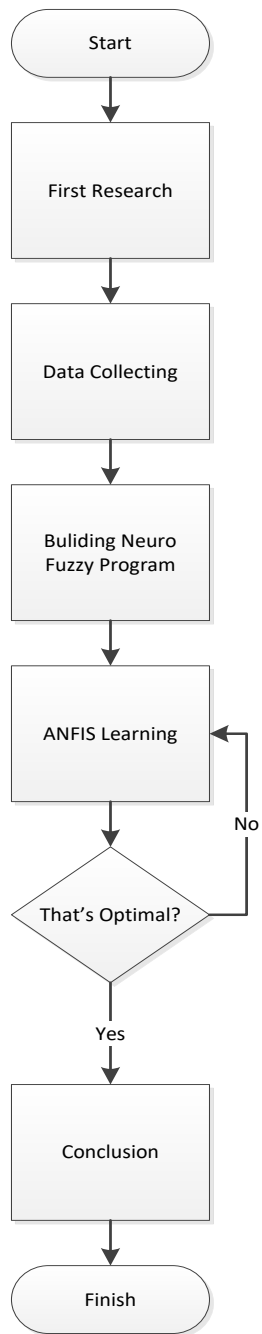 Start
First Research
Data Collecting
Buliding Neuro
Fuzzy Program
ANFIS Learning
No
That's Optimal?
Yes
Conclusion
Finish